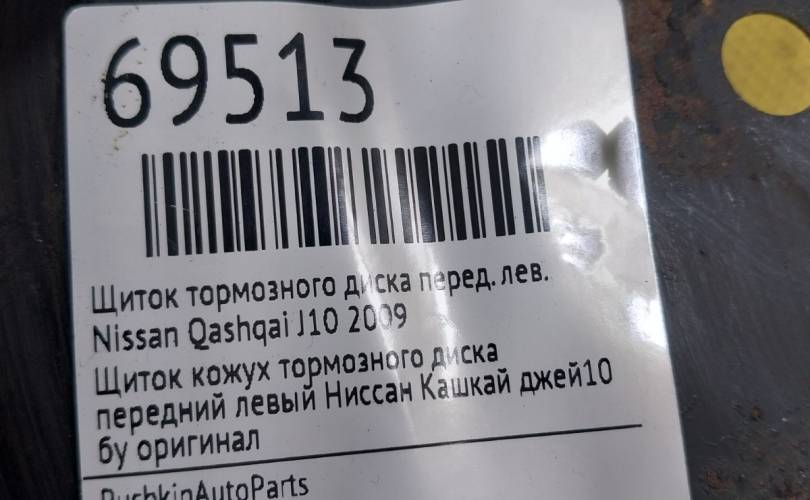 69513
Щиток тормозного диска перед. лев.
Nissan Qashqai J10 2009
Щиток кожух тормозного диска
передний левый Ниссан Кашкай джей10
бу оригинал
PushkinAutoParts